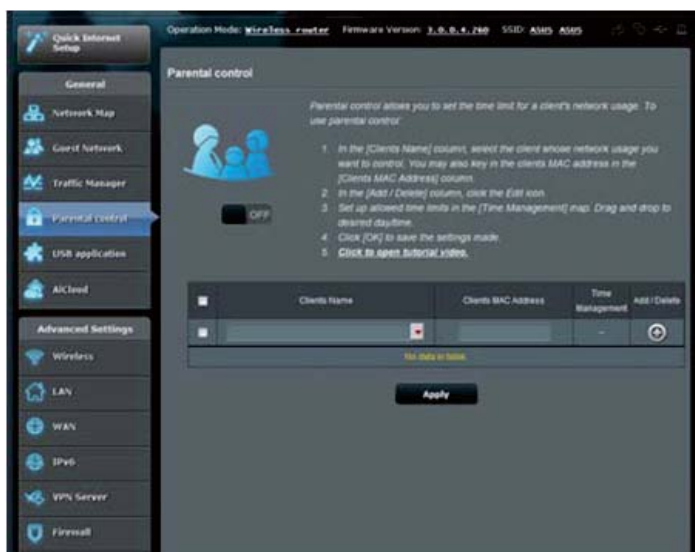 Quick Internet
Setup
Operation Mode: Wireless router Firmware Version: 3.0.0.4.260 SSID: ASUS ASUS
General
Network Map
Guest Network
Traffic Manager
Parental control
USB application
AiCloud
Advanced Settings
Wireless
LAN
WAN
IPv6
VPN Server
Firewall
Parental control
Parental control allows you to set the time limit for a client's network usage. To
use parental control:
1. In the [Clients Name] column, select the client whose network usage you
want to control. You may also key in the clients MAC address in the
[Clients MAC Address] column.
2. In the [Add / Delete] column, click the Edit icon.
3. Set up allowed time limits in the [Time Management] map. Drag and drop to
desired day/time.
4. Click [OK] to save the settings made.
5. Click to open tutorial video.
OFF
Clients Name Clients MAC Address Time Management Add / Delete
--
No data in table.
Apply